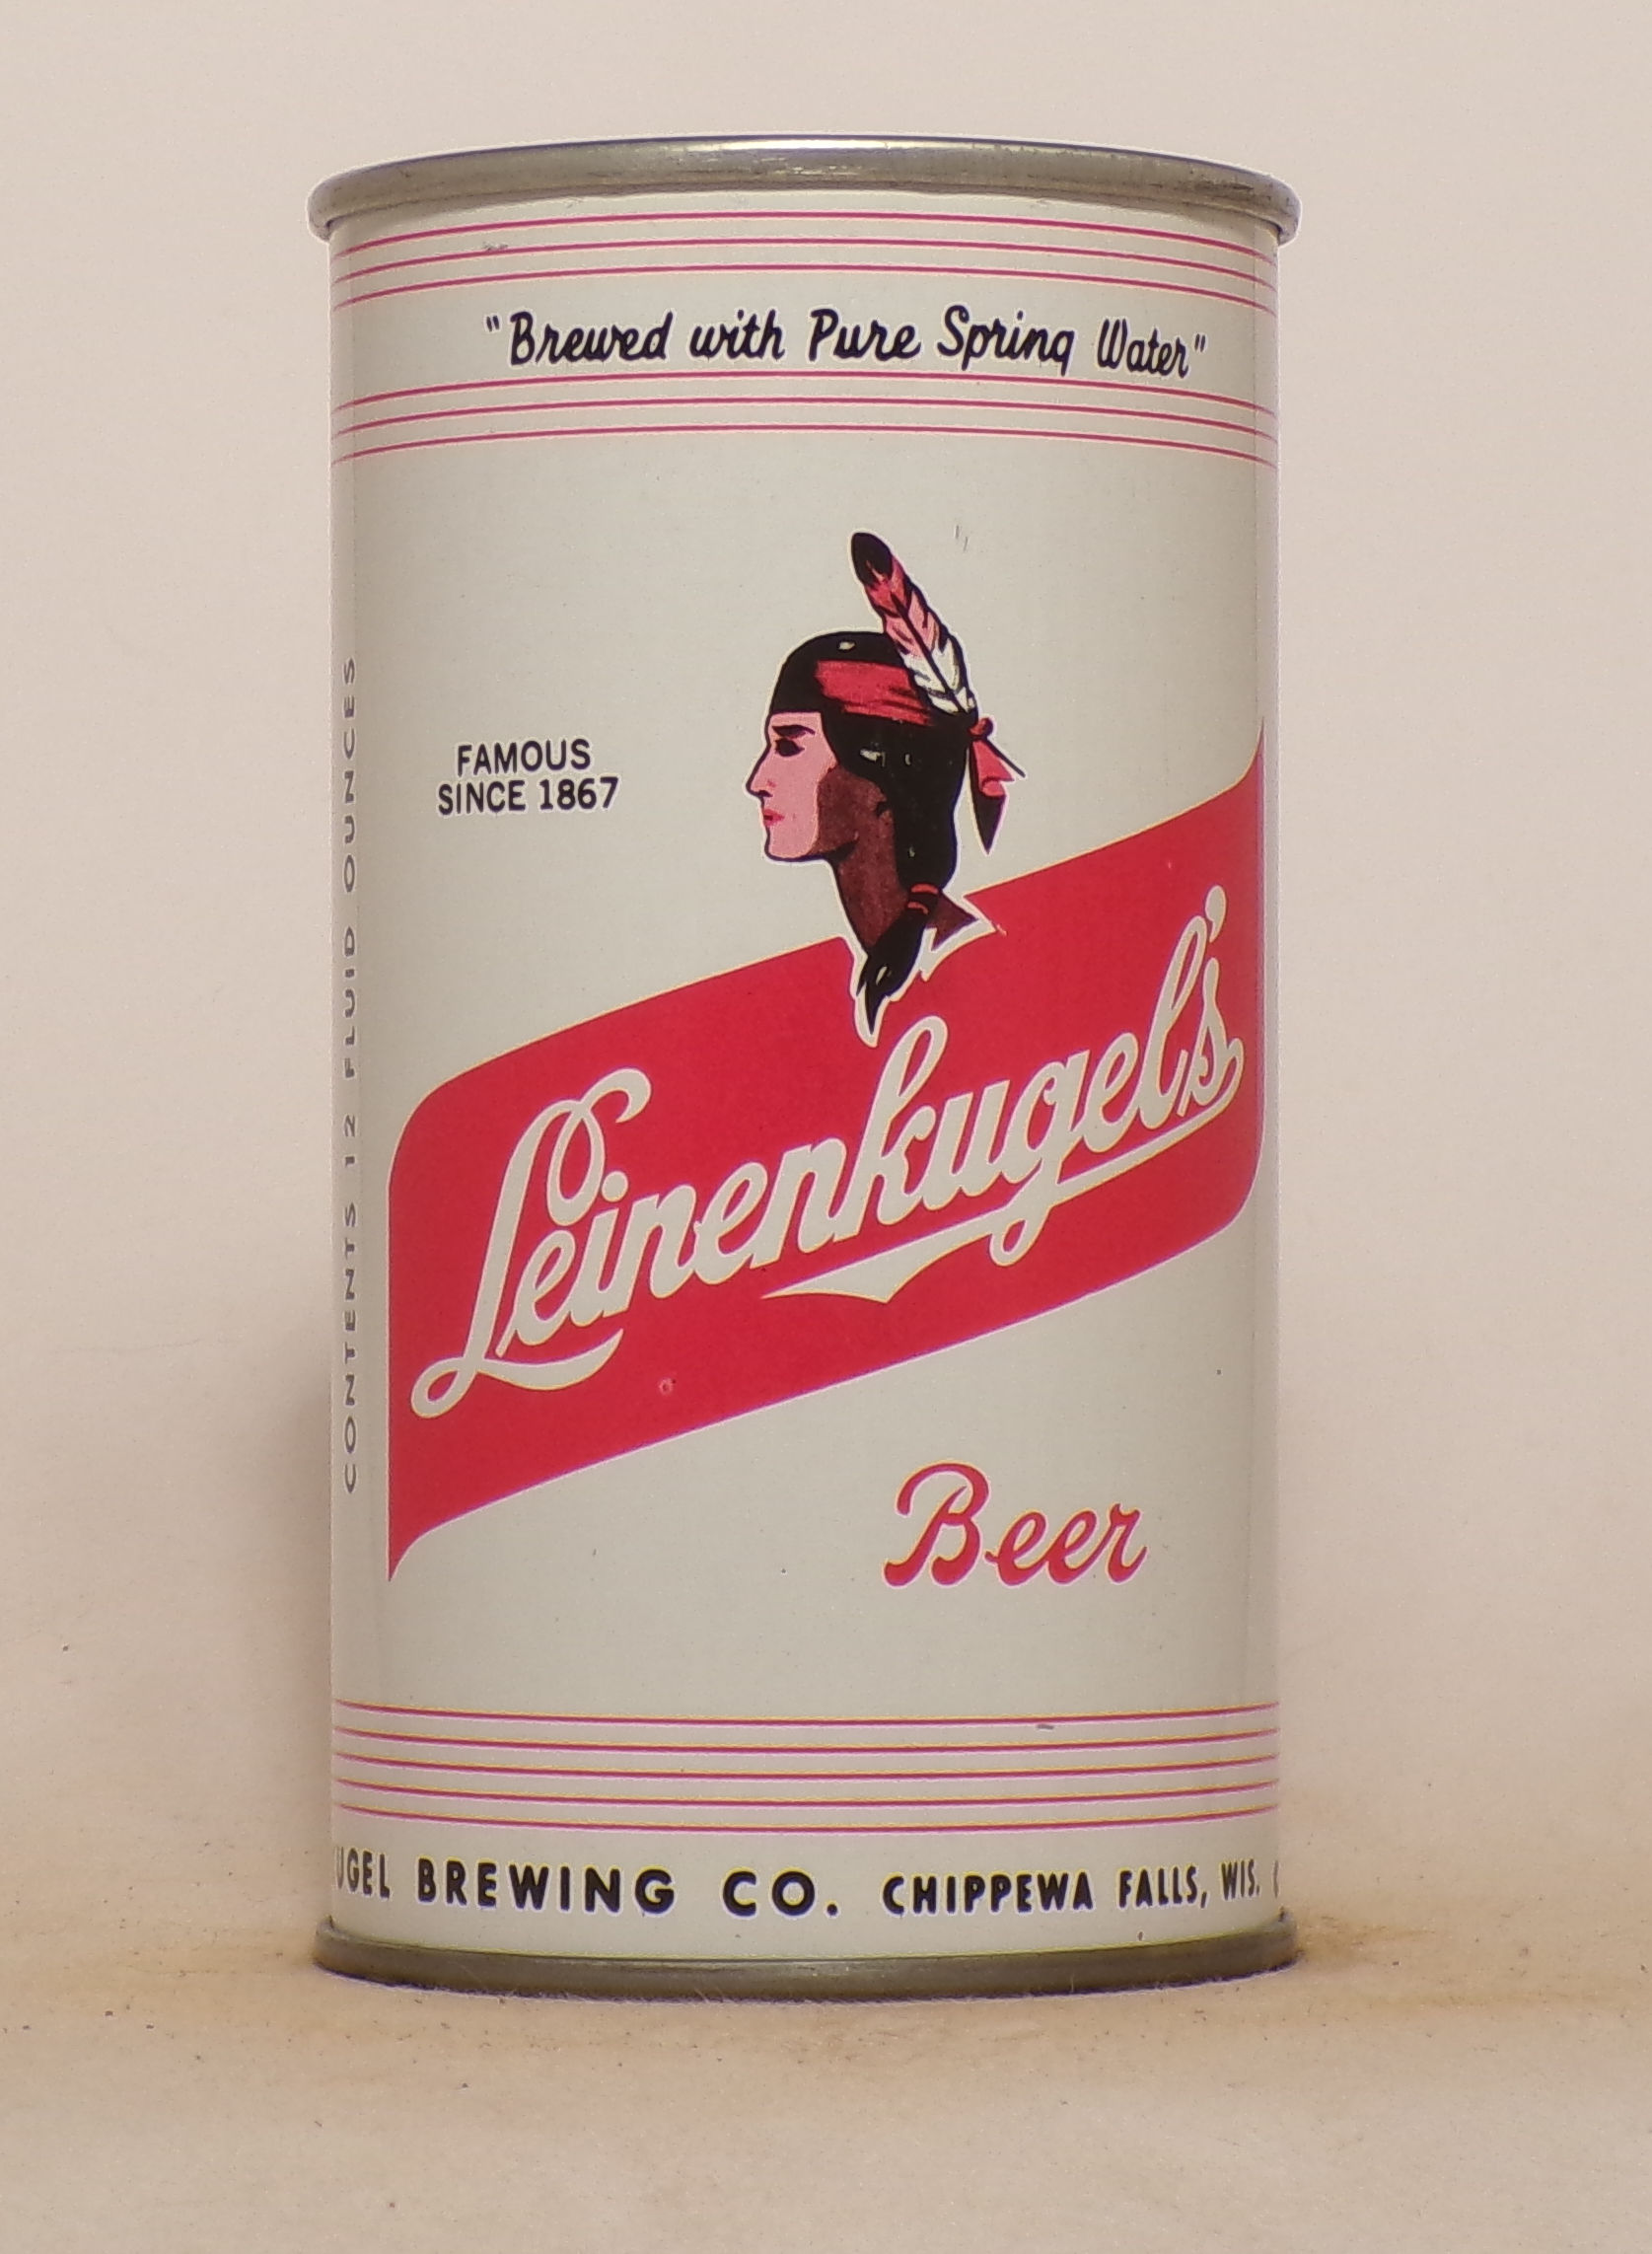 "Brewed with Pure Spring Water"
FAMOUS
SINCE 1867
CONTENTS 12 FLUID OUNCES
Leinenkugel's
Beer
UGEL BREWING CO. CHIPPEWA FALLS, WIS.